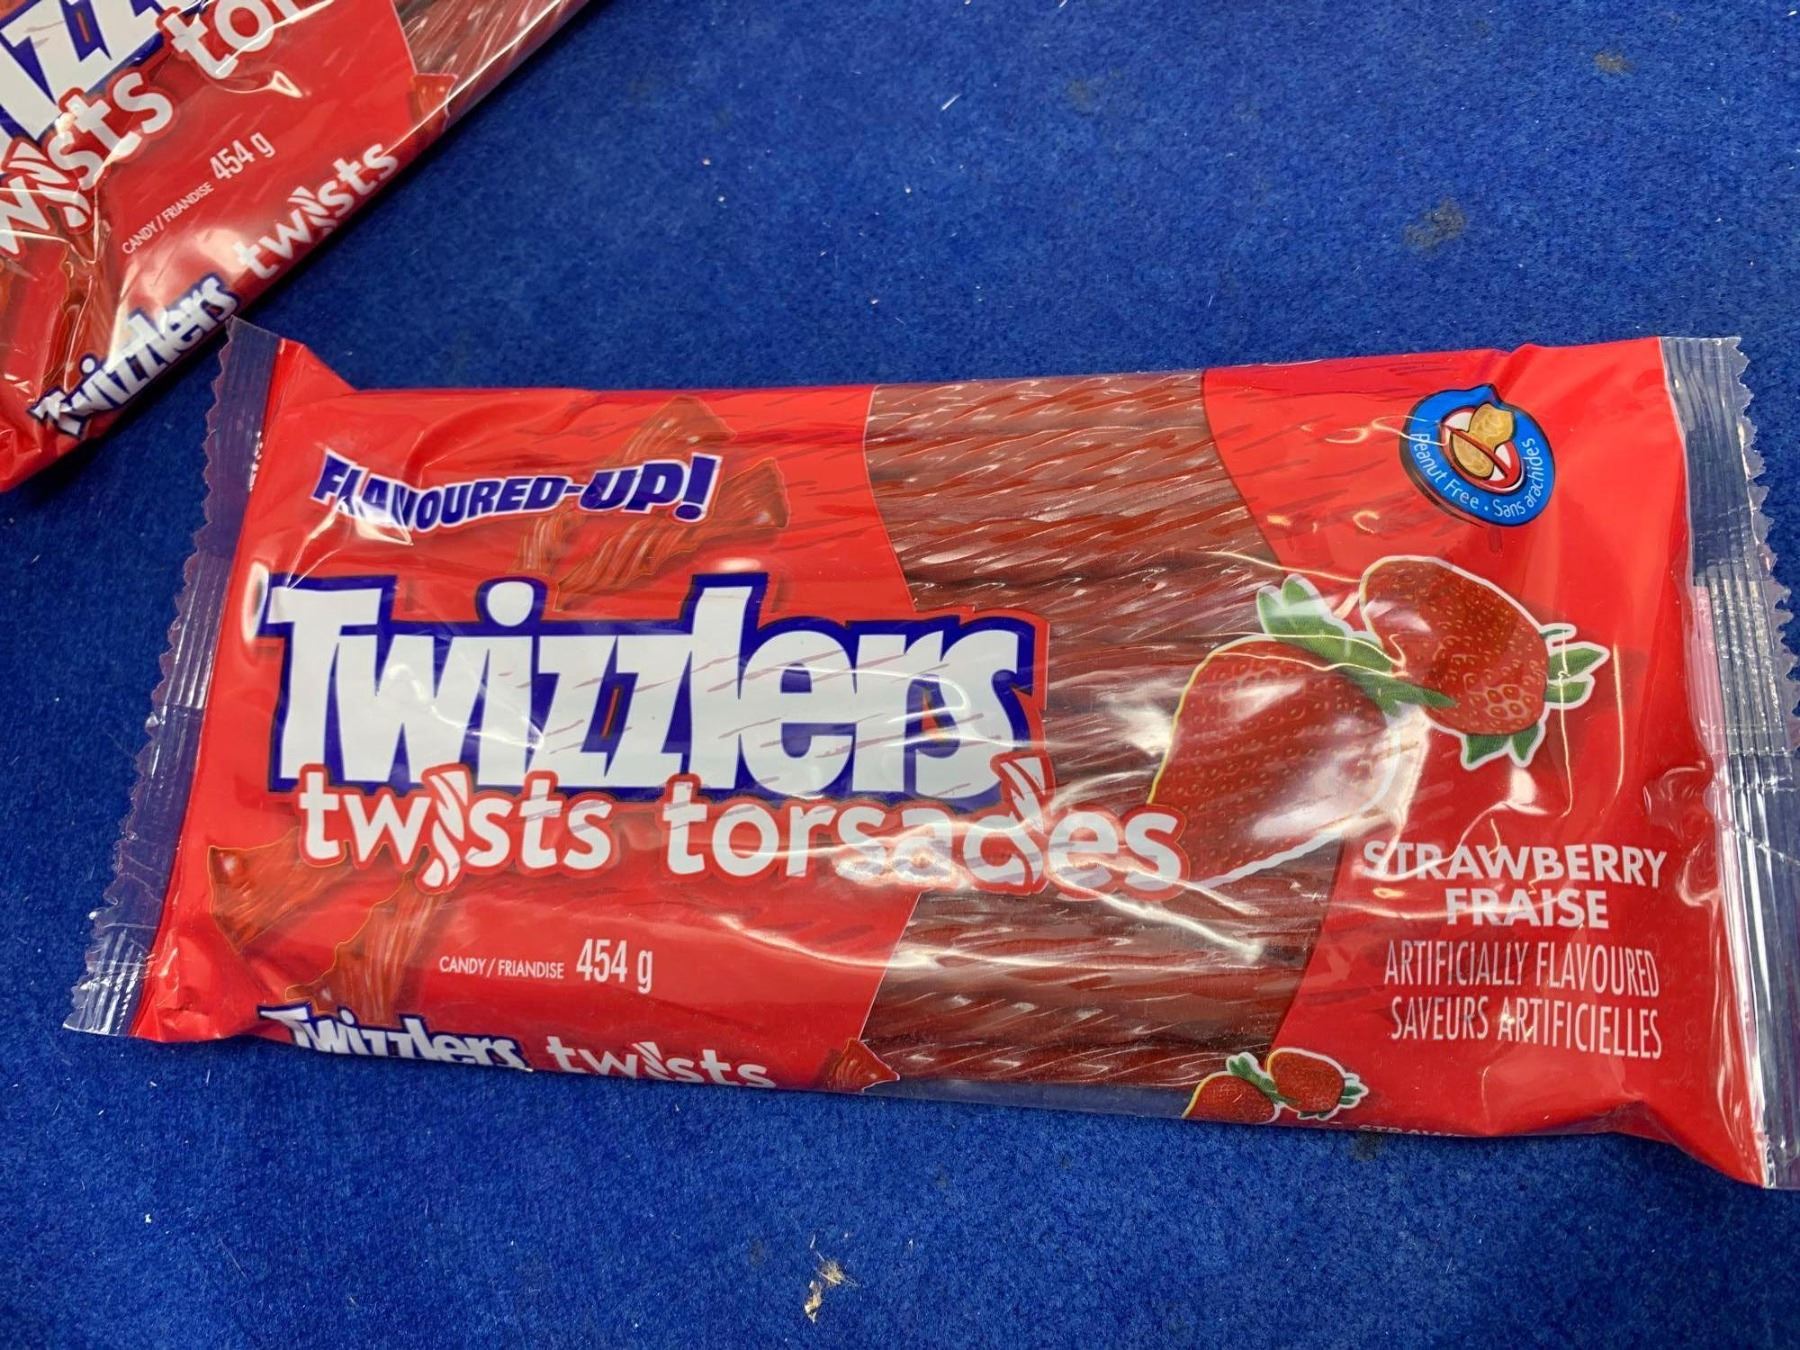 twists to
CANDY / FRIANDISE 454 g
Twizzlers twists
FLAVOURED-UP!
Peanut Free • Sans arachides
Twizzlers
twists torsades
STRAWBERRY
FRAISE
ARTIFICIALLY FLAVOURED
SAVEURS ARTIFICIELLES
CANDY / FRIANDISE 454 g
Twizzlers twists